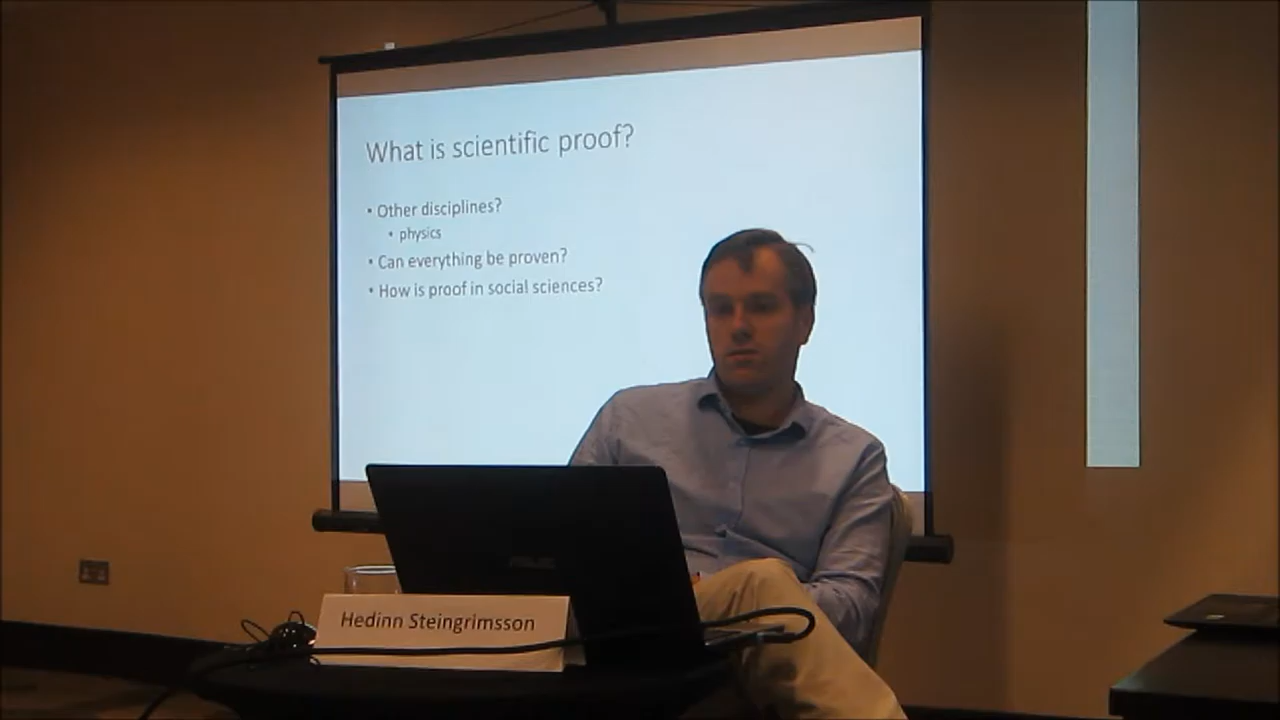 What is scientific proof?
• Other disciplines?
• physics
• Can everything be proven?
• How is proof in social sciences?
ASUS
Hedinn Steingrimsson